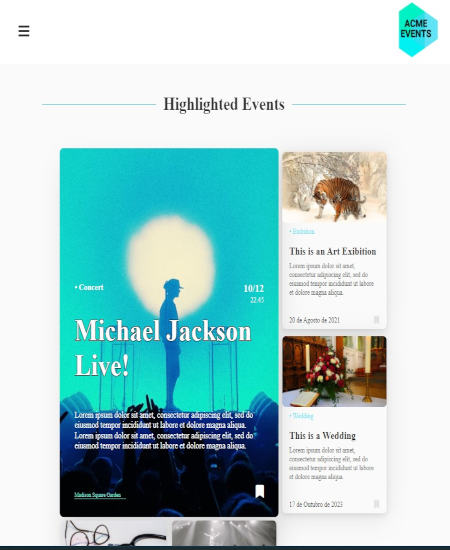 ACME
EVENTS
Highlighted Events
• Concert
10/12
22:45
Michael Jackson
Live!
Lorem ipsum dolor sit amet, consectetur adipiscing elit, sed do
eiusmod tempor incididunt ut labore et dolore magna aliqua.
Lorem ipsum dolor sit amet, consectetur adipiscing elit, sed do
eiusmod tempor incididunt ut labore et dolore magna aliqua.
Madison Square Garden
• Exibition
This is an Art Exibition
Lorem ipsum dolor sit amet,
consectetur adipiscing elit, sed do
eiusmod tempor incididunt ut labore
et dolore magna aliqua.
20 de Agosto de 2021
• Wedding
This is a Wedding
Lorem ipsum dolor sit amet,
consectetur adipiscing elit, sed do
eiusmod tempor incididunt ut labore
et dolore magna aliqua.
17 de Outubro de 2023